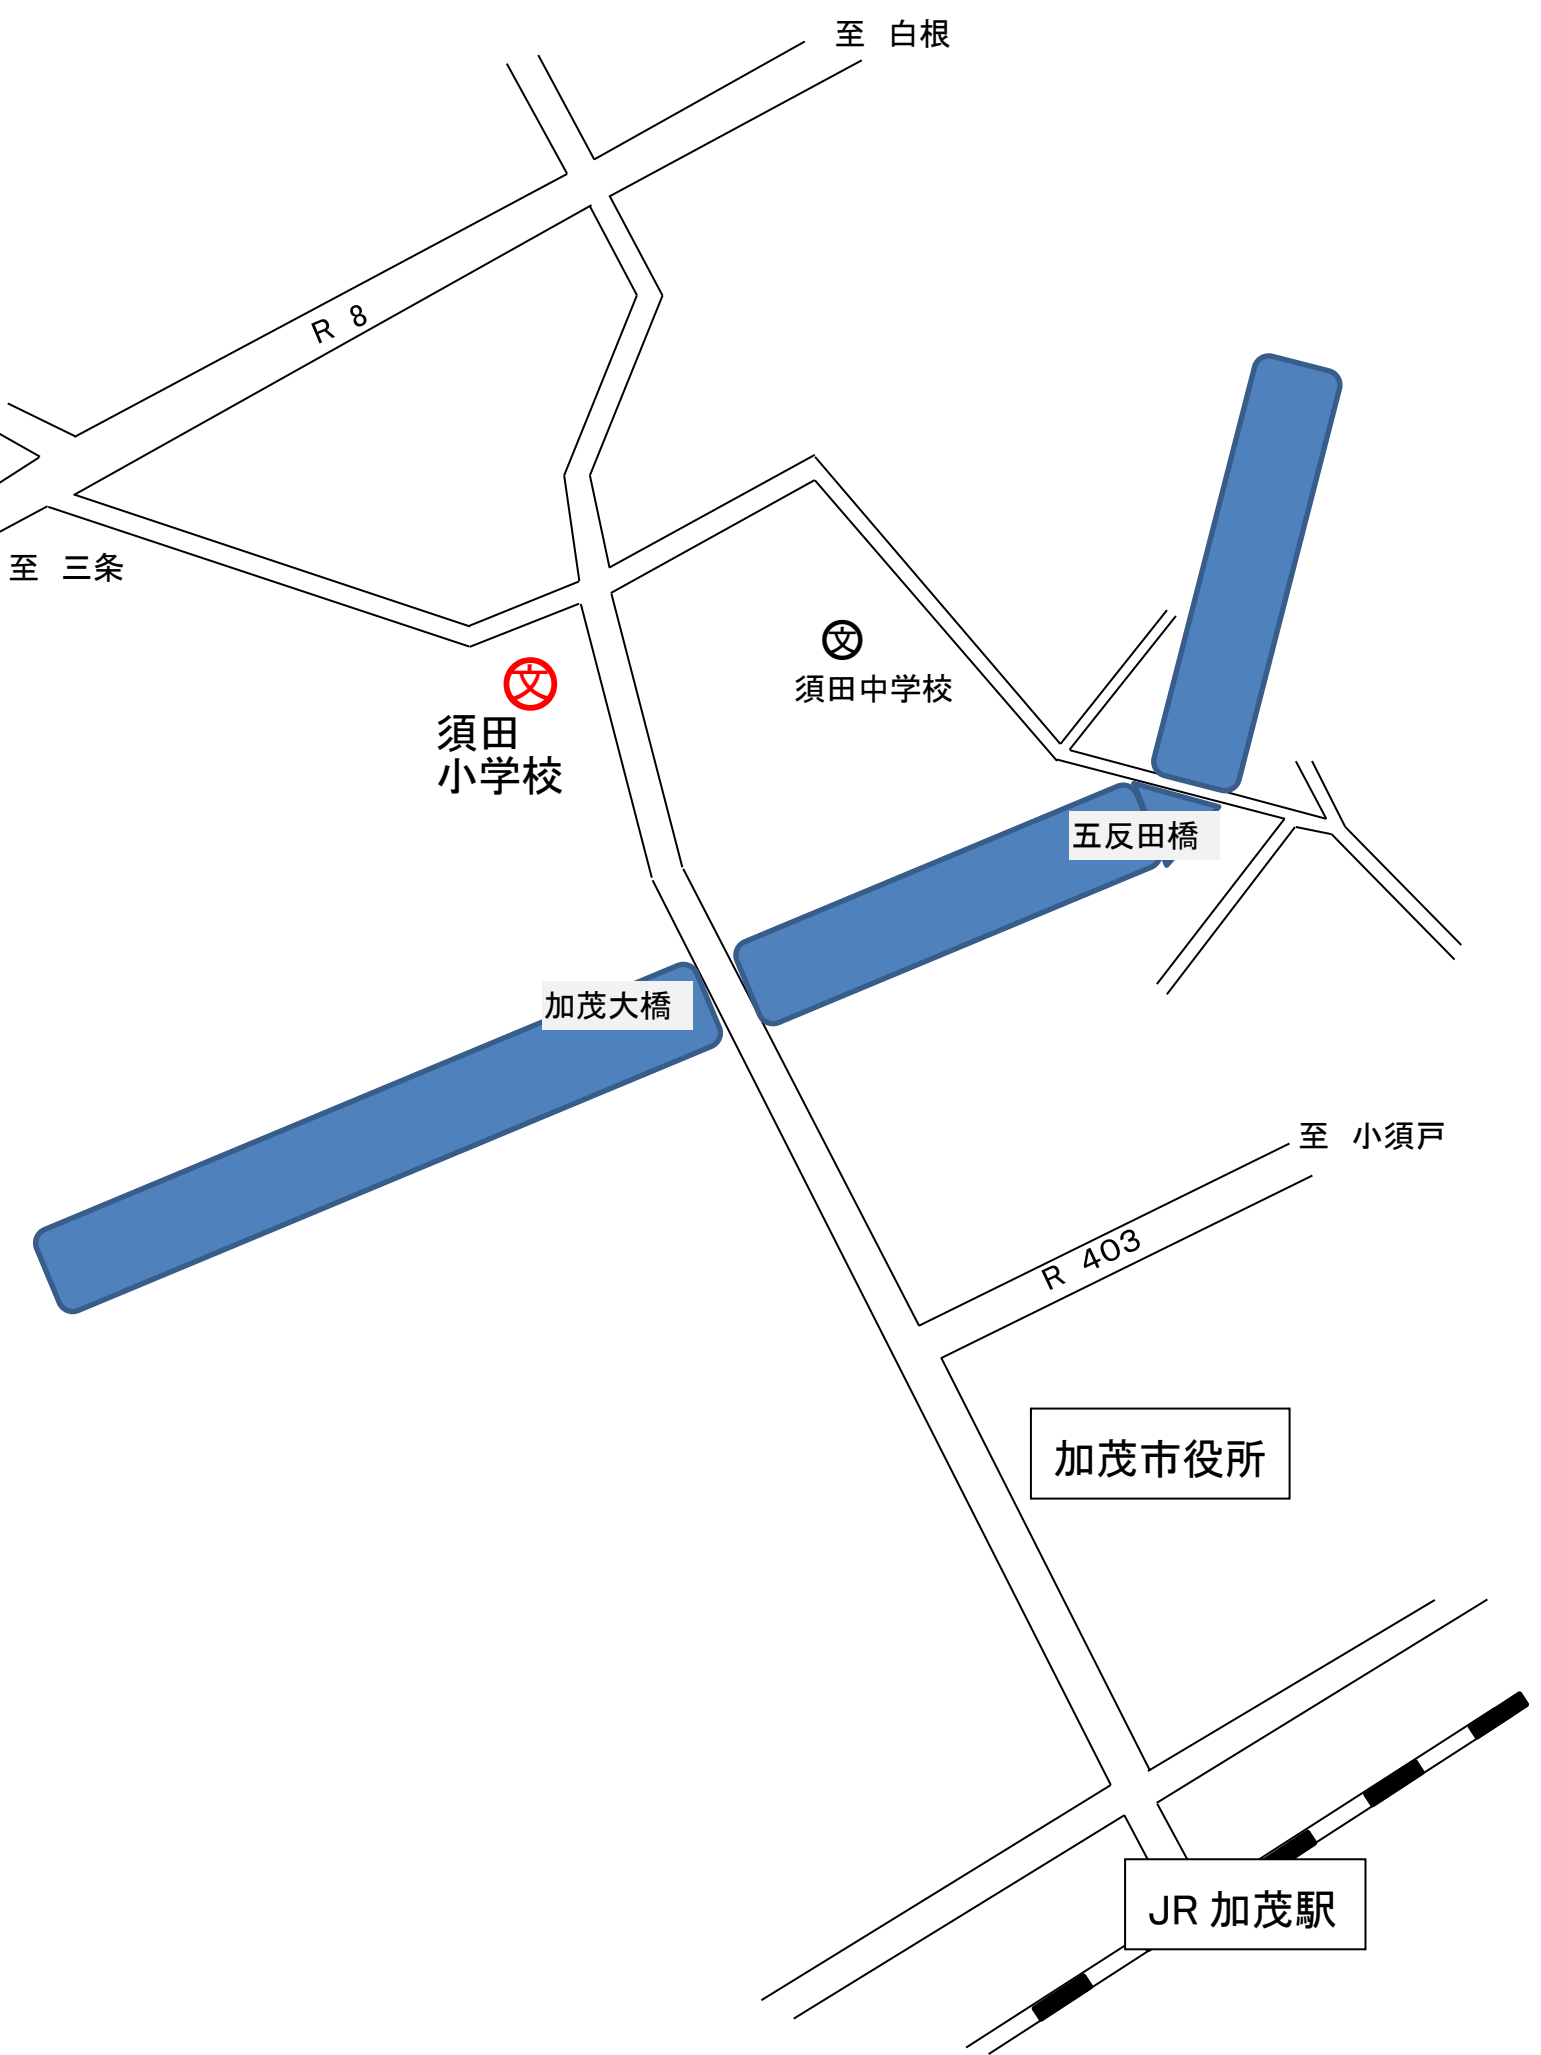 至 白根
R 8
至 三条
文
文
須田中学校
須田
小学校
五反田橋
加茂大橋
至 小須戸
R 403
加茂市役所
JR 加茂駅